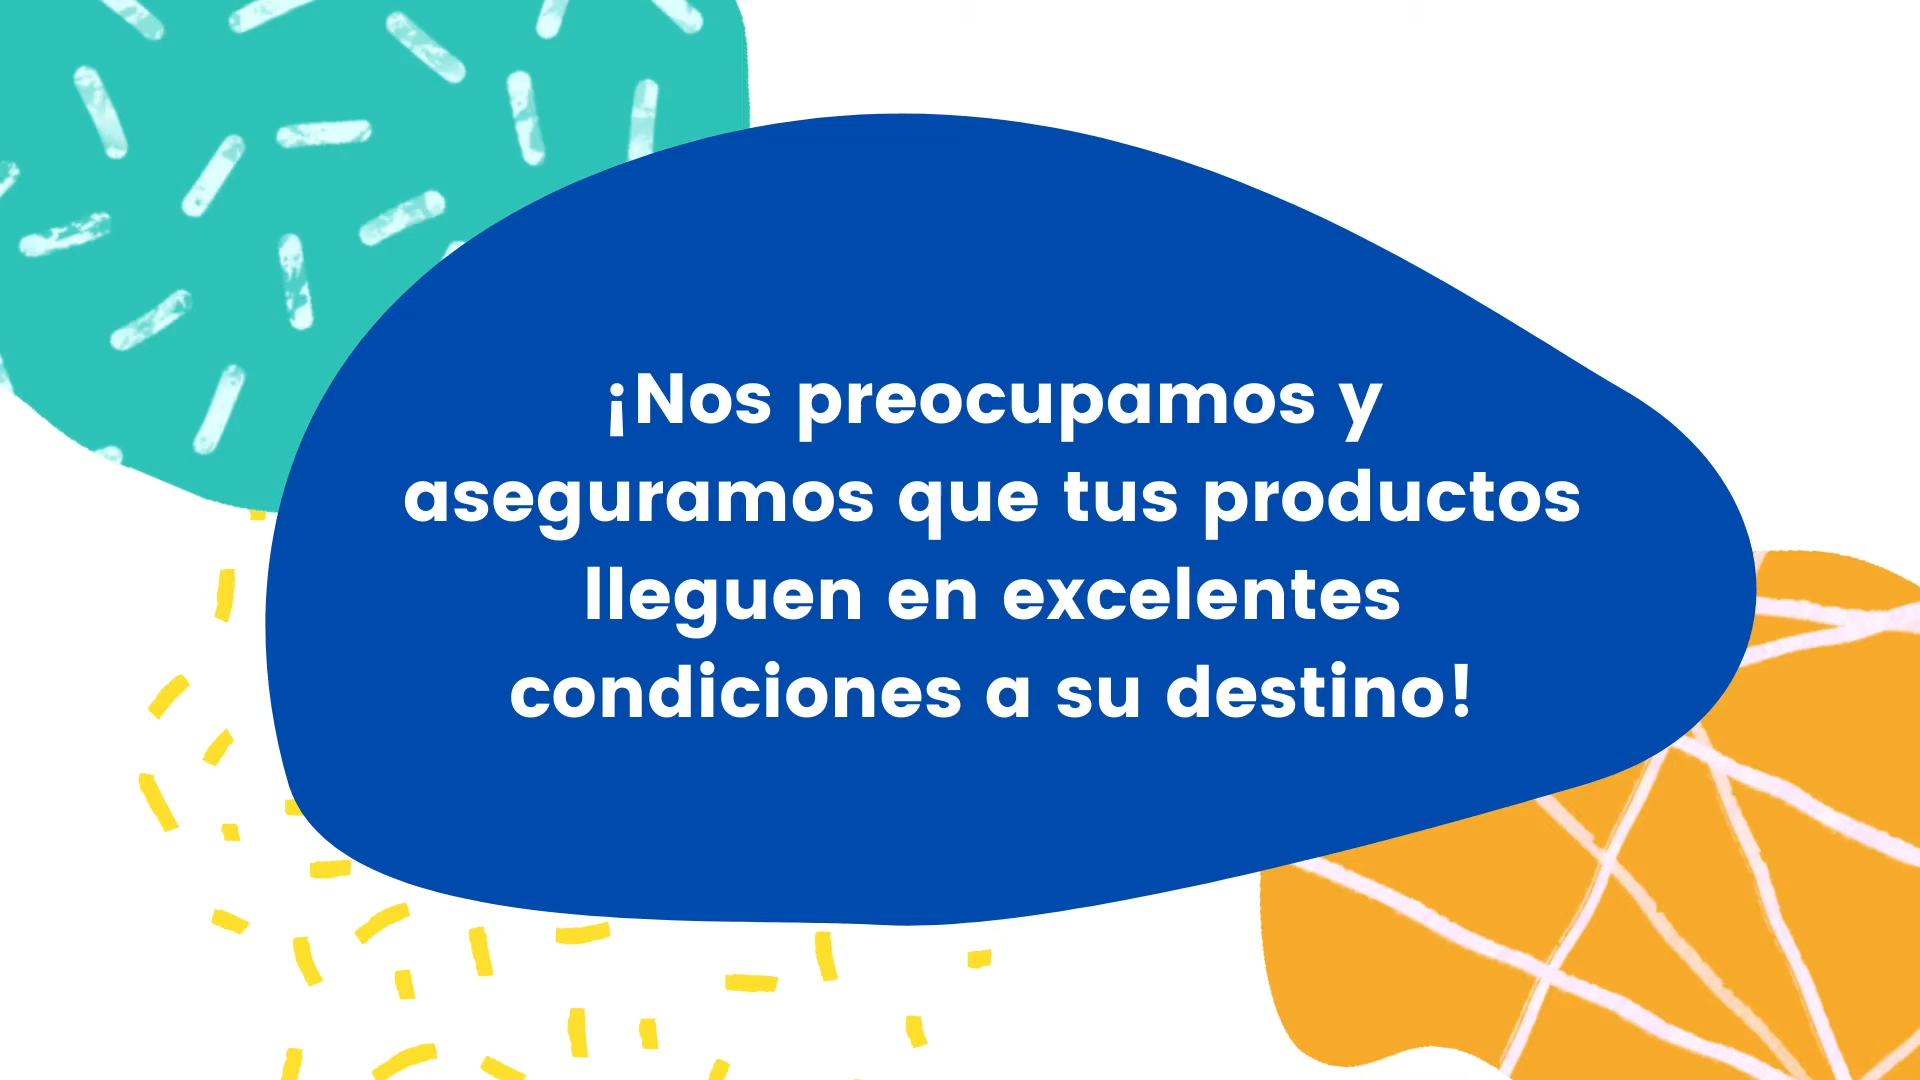 ¡Nos preocupamos y
aseguramos que tus productos
lleguen en excelentes
condiciones a su destino!